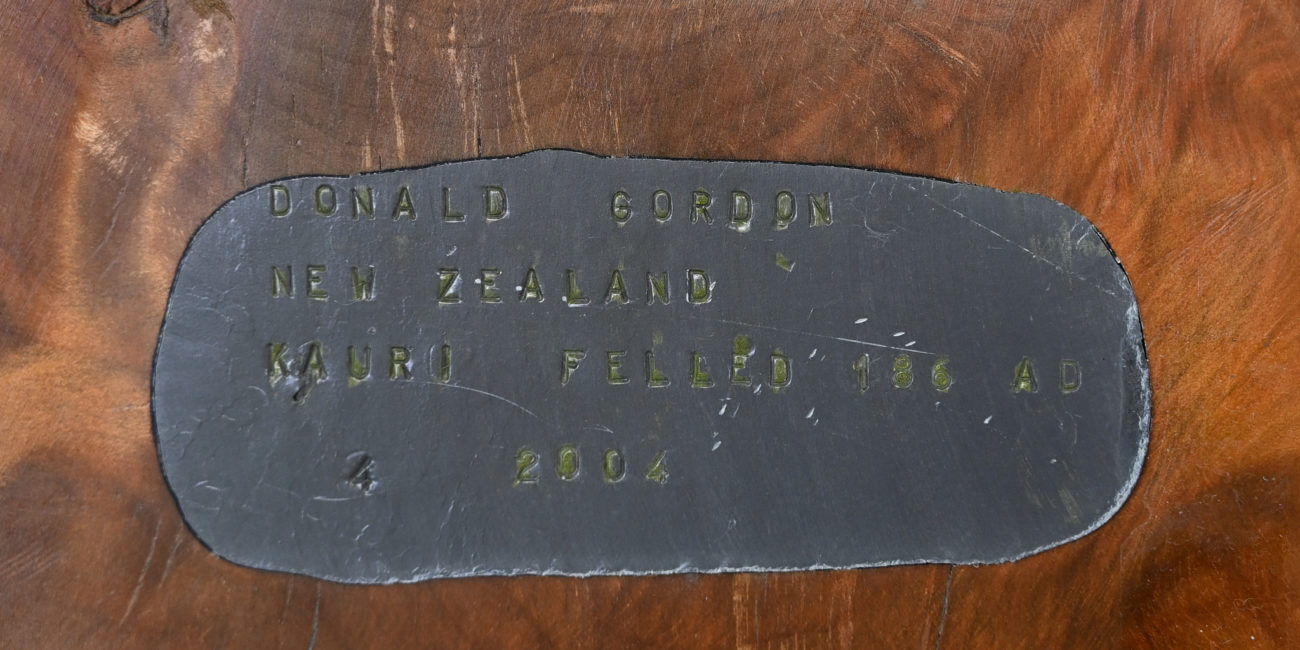 DONALD GORDON
NEW ZEALAND
KAURI FELLED 186 AD
4 2004